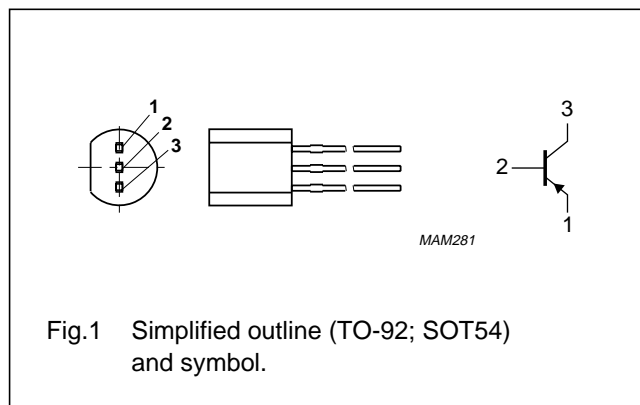 1
2
3
3
2
1
MAM281
Fig.1 Simplified outline (TO-92; SOT54)
and symbol.